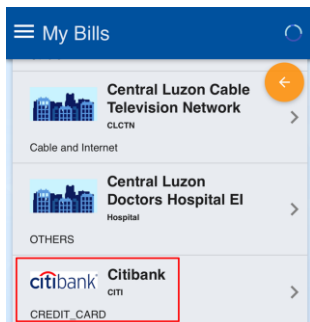 My Bills
Central Luzon Cable
Television Network
CLCTN
Cable and Internet
Central Luzon
Doctors Hospital EI
Hospital
OTHERS
citibank
Citibank
CITI
CREDIT_CARD